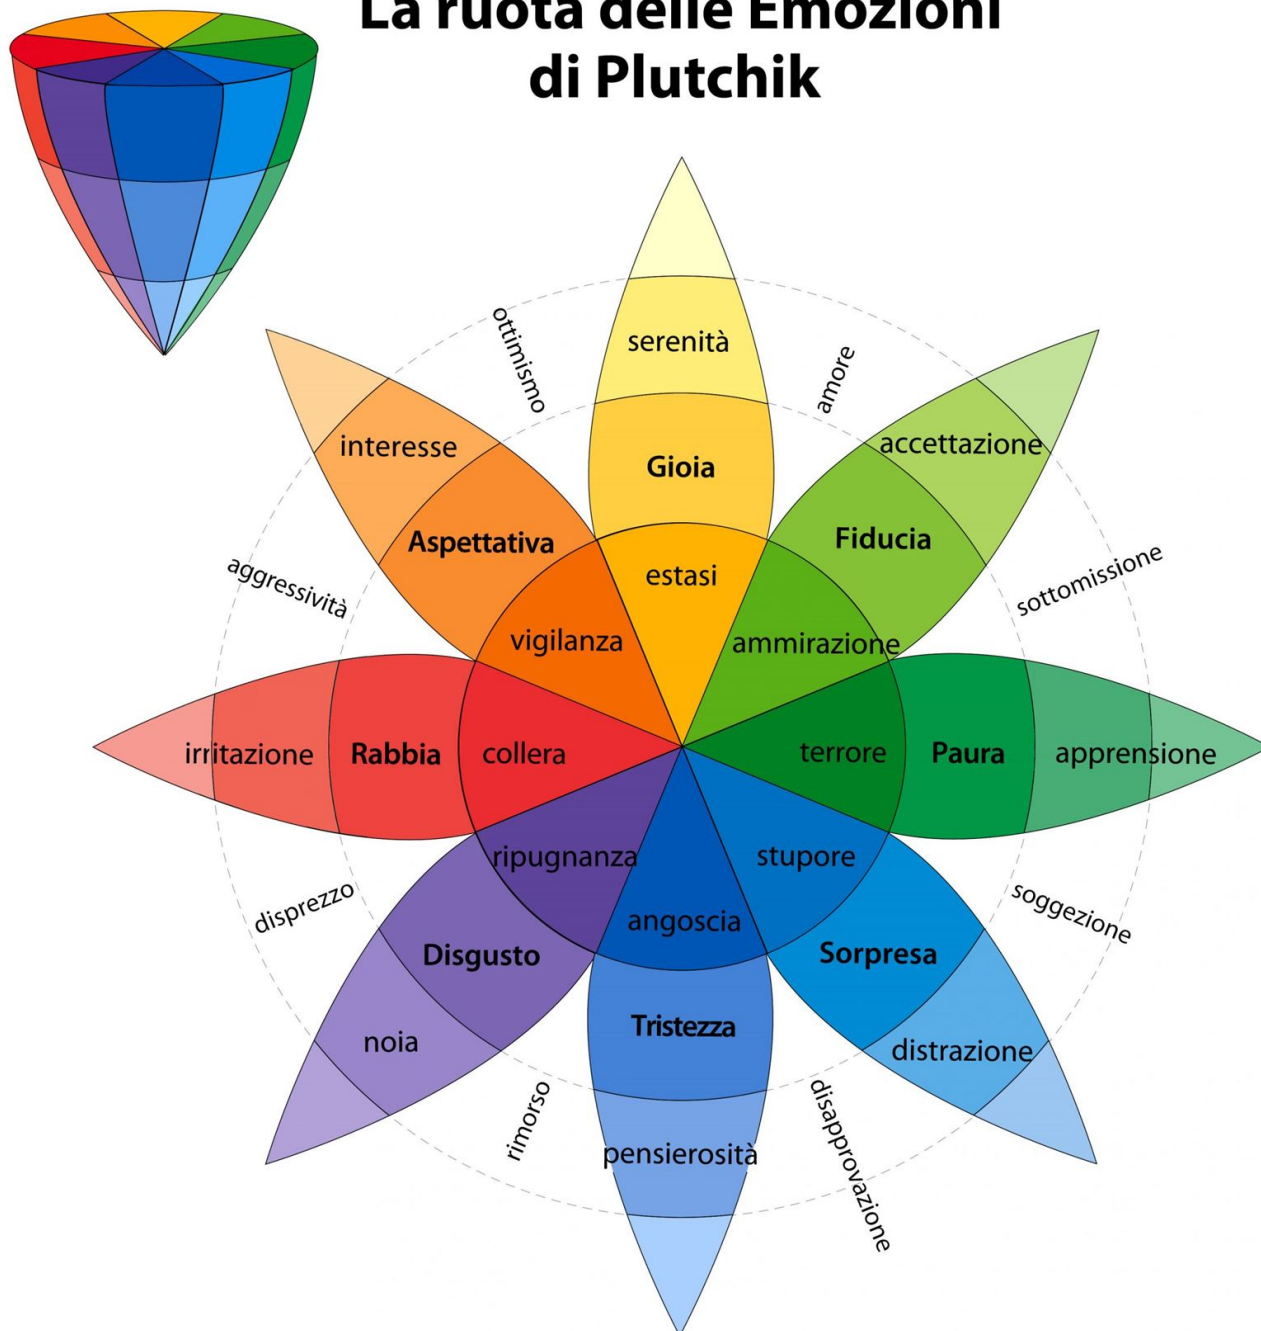 La ruota delle Emozioni
di Plutchik
serenità
ottimismo
amore
interesse
accettazione
Gioia
Aspettativa
Fiducia
estasi
aggressività
sottomissione
vigilanza
ammirazione
irritazione
Rabbia
collera
terrore
Paura
apprensione
ripugnanza
stupore
disprezzo
soggezione
angoscia
Disgusto
Sorpresa
Tristezza
noia
distrazione
rimorso
disapprovazione
pensierosità